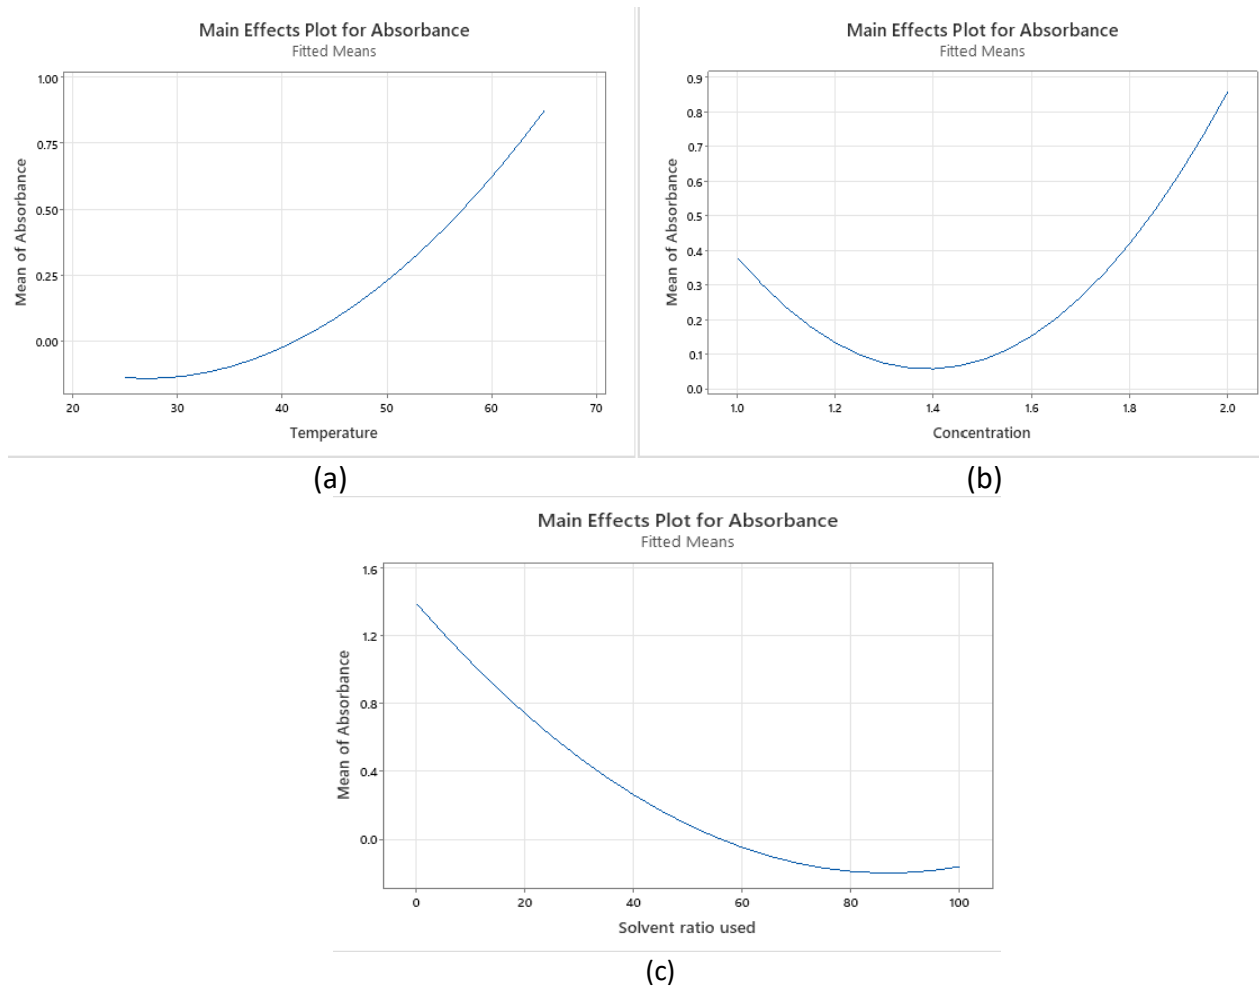 Main Effects Plot for Absorbance
Fitted Means
1.00
0.75
0.50
0.25
0.00
Mean of Absorbance
20 30 40 50 60 70
Temperature
(a)
Main Effects Plot for Absorbance
Fitted Means
0.9
0.8
0.7
0.6
0.5
0.4
0.3
0.2
0.1
0.0
Mean of Absorbance
1.0 1.2 1.4 1.6 1.8 2.0
Concentration
(b)
Main Effects Plot for Absorbance
Fitted Means
1.6
1.2
0.8
0.4
0.0
Mean of Absorbance
0 20 40 60 80 100
Solvent ratio used
(c)